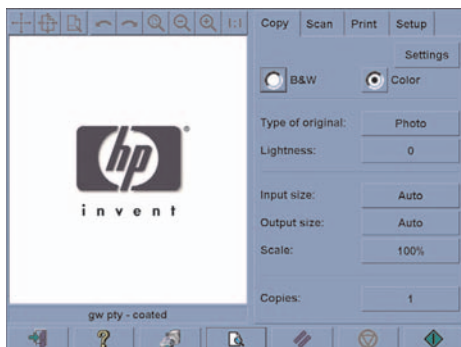 1:1
Copy Scan Print Setup
Settings
B&W Color
Type of original: Photo
Lightness: 0
Input size: Auto
Output size: Auto
Scale: 100%
Copies: 1
hp
invent
gw pty - coated
?